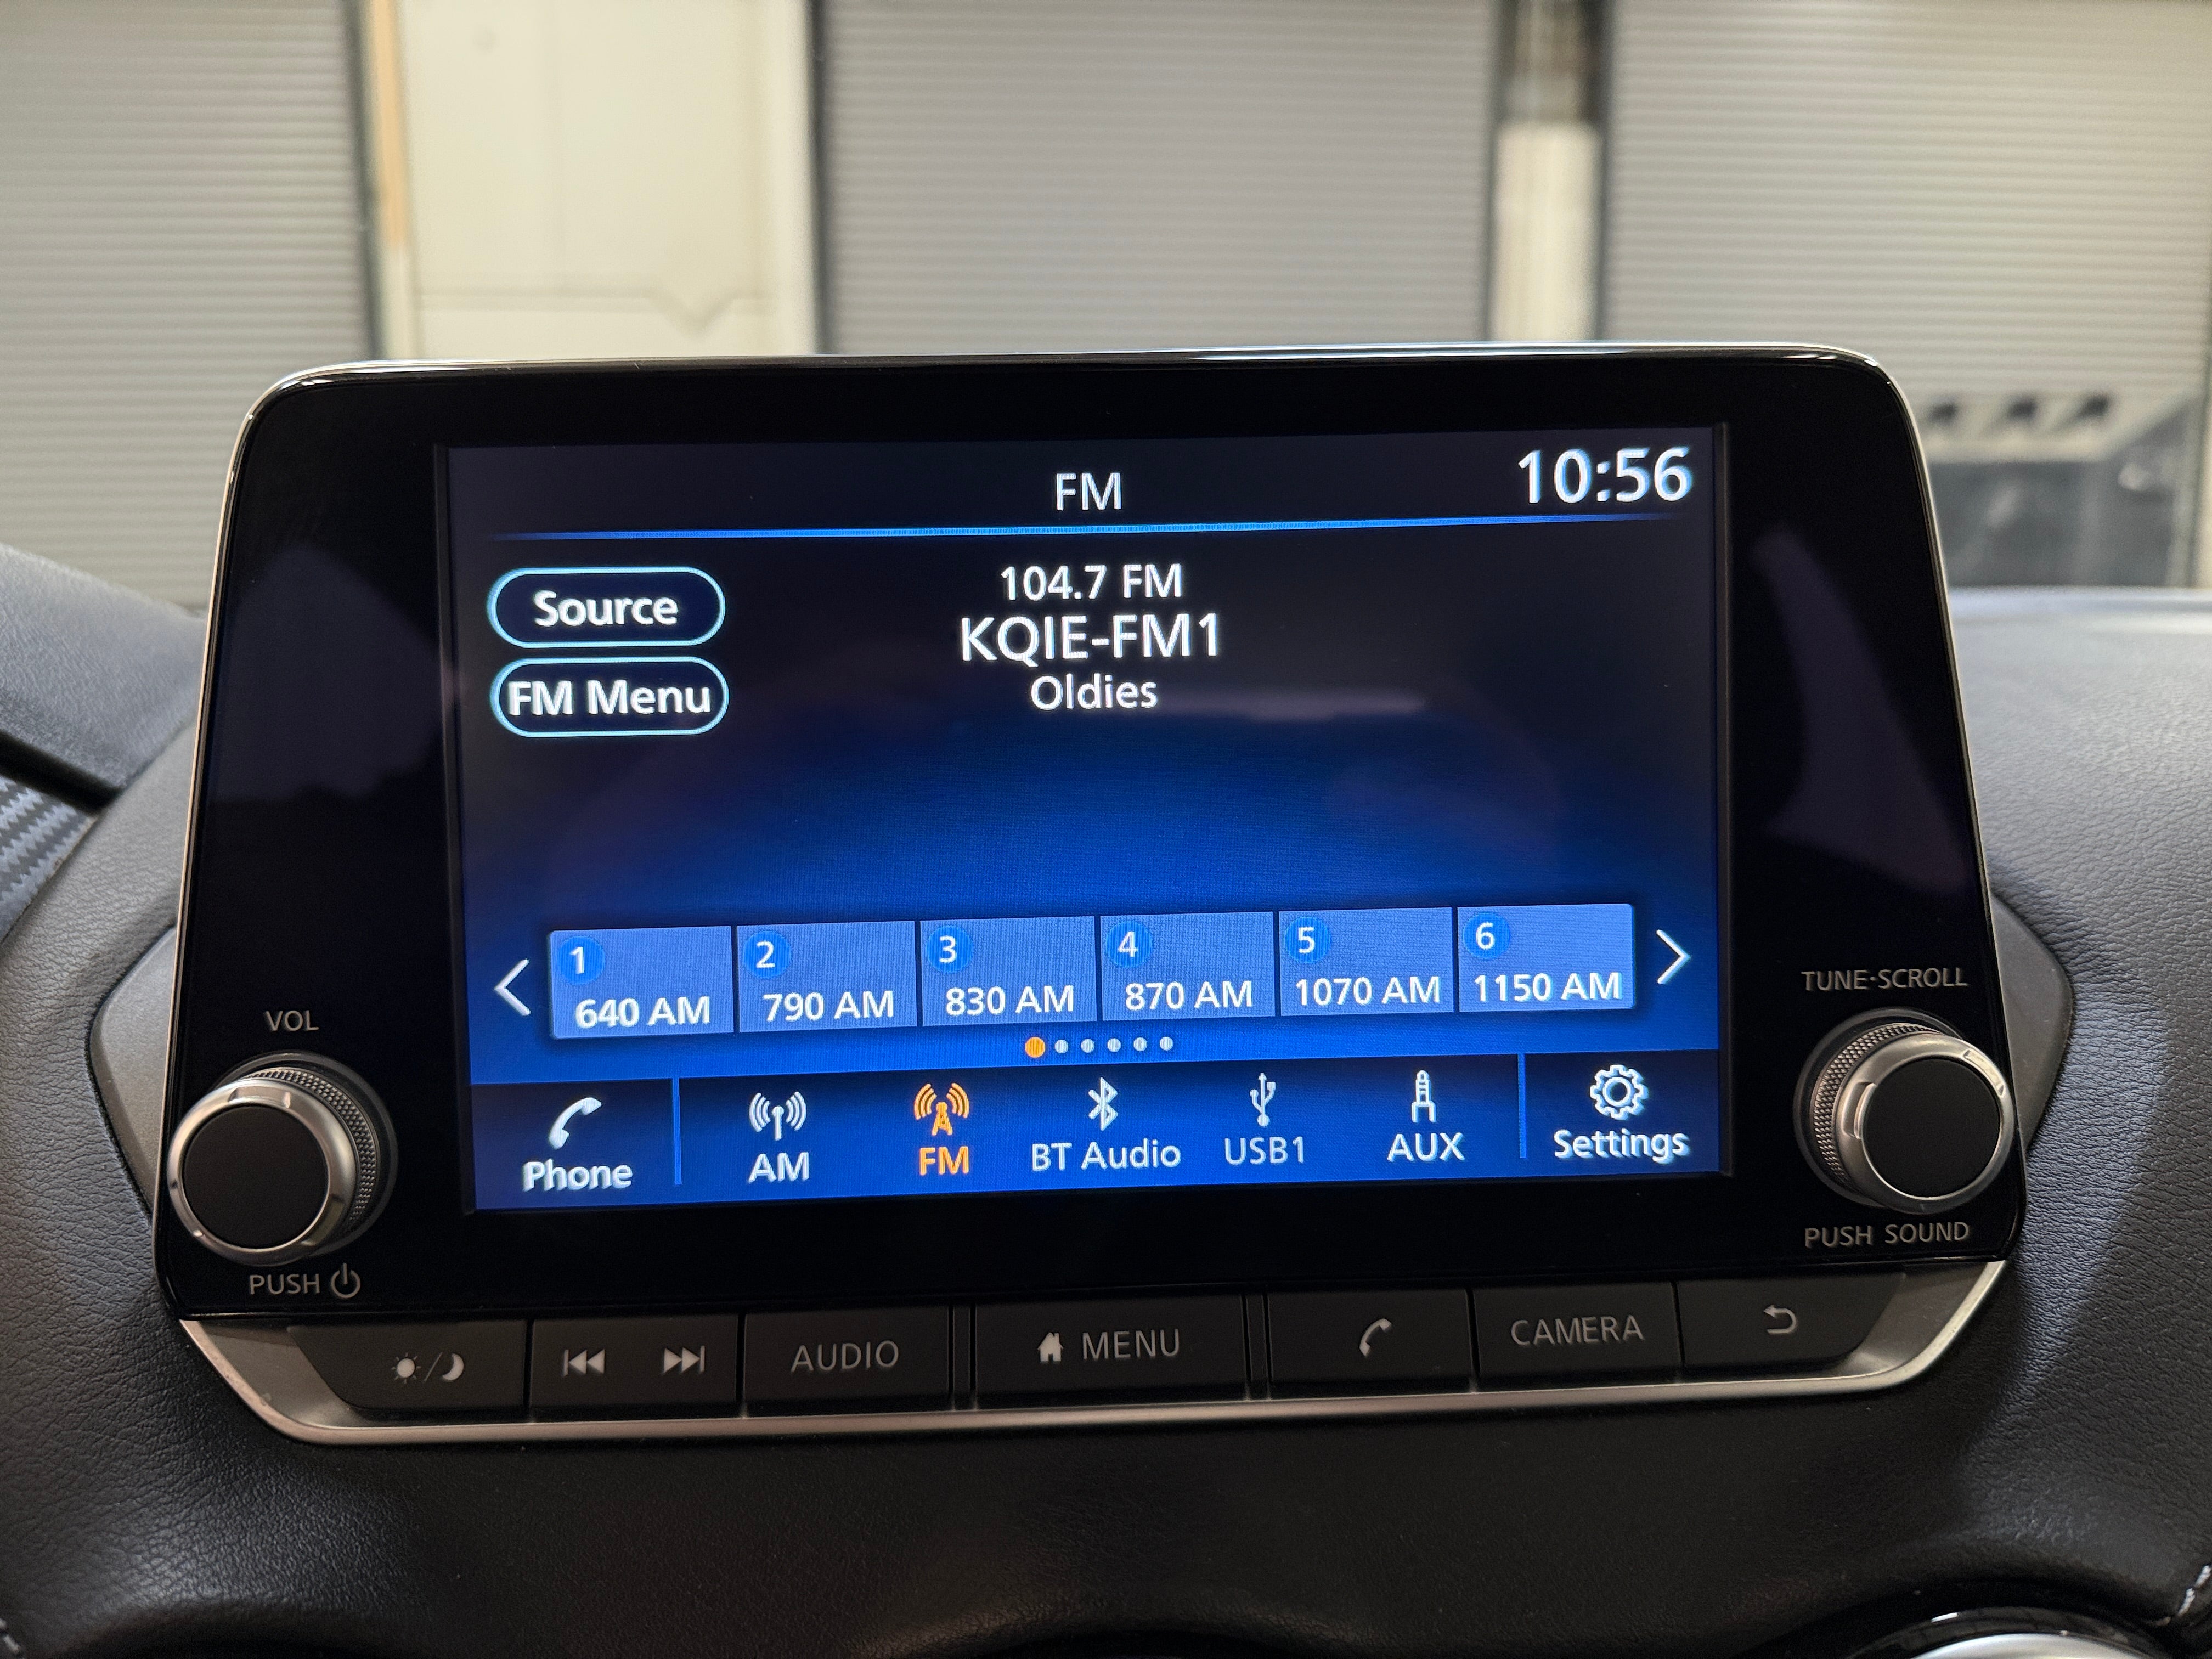 FM
10:56
Source
FM Menu
104.7 FM
KQIE-FM1
Oldies
1
640 AM
2
790 AM
3
830 AM
4
870 AM
5
1070 AM
6
1150 AM
Phone
AM
FM
BT Audio
USB1
AUX
Settings
VOL
PUSH
TUNE·SCROLL
PUSH SOUND
AUDIO
MENU
CAMERA